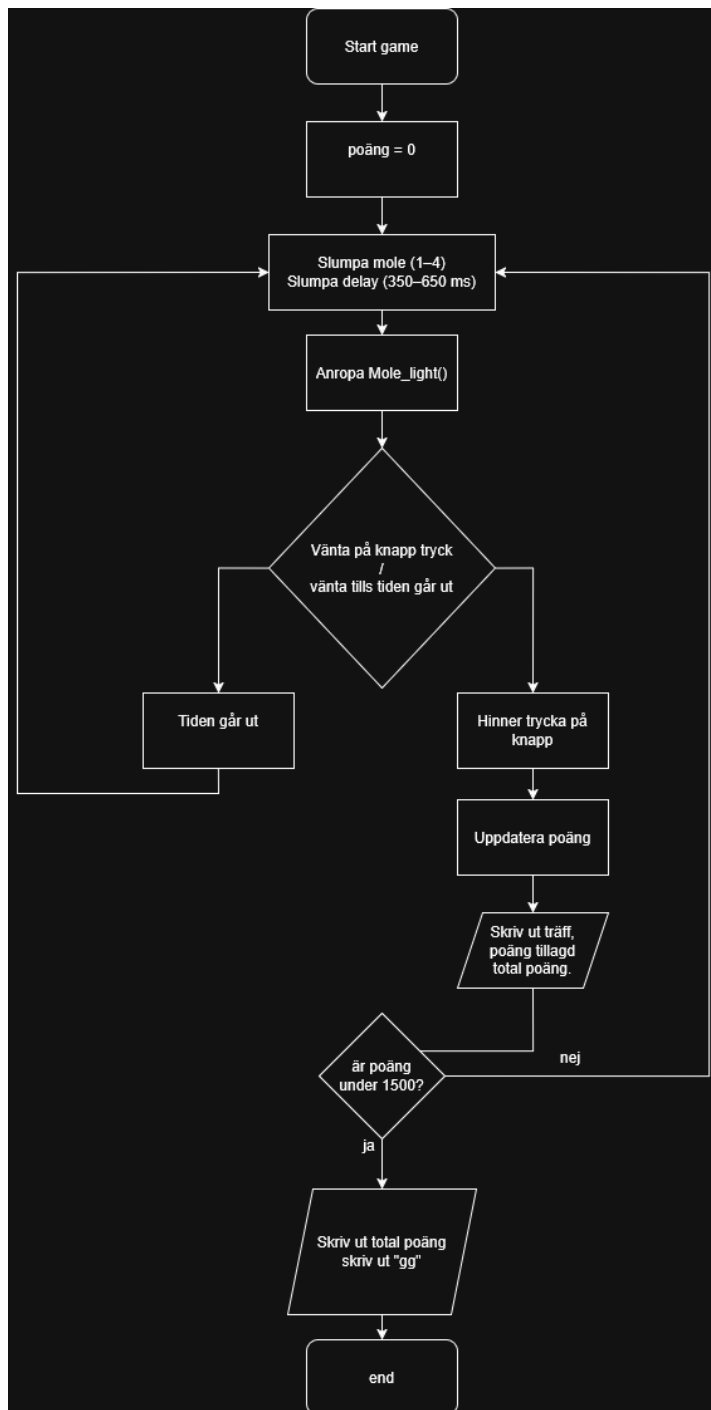 Start game
poäng = 0
Slumpa mole (1–4)
Slumpa delay (350–650 ms)
Anropa Mole_light()
Vänta på knapp tryck
/
vänta tills tiden går ut
Tiden går ut
Hinner trycka på
knapp
Uppdatera poäng
Skriv ut träff,
poäng tillagd
total poäng.
är poäng
under 1500?
nej
ja
Skriv ut total poäng
skriv ut "gg"
end